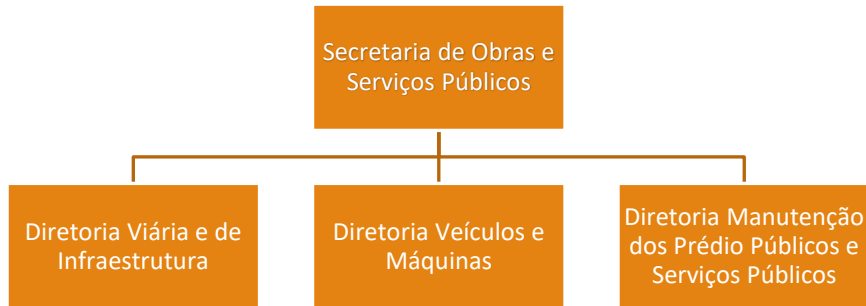 Secretaria de Obras e
Serviços Públicos
Diretoria Viária e de
Infraestrutura
Diretoria Veículos e
Máquinas
Diretoria Manutenção
dos Prédio Públicos e
Serviços Públicos